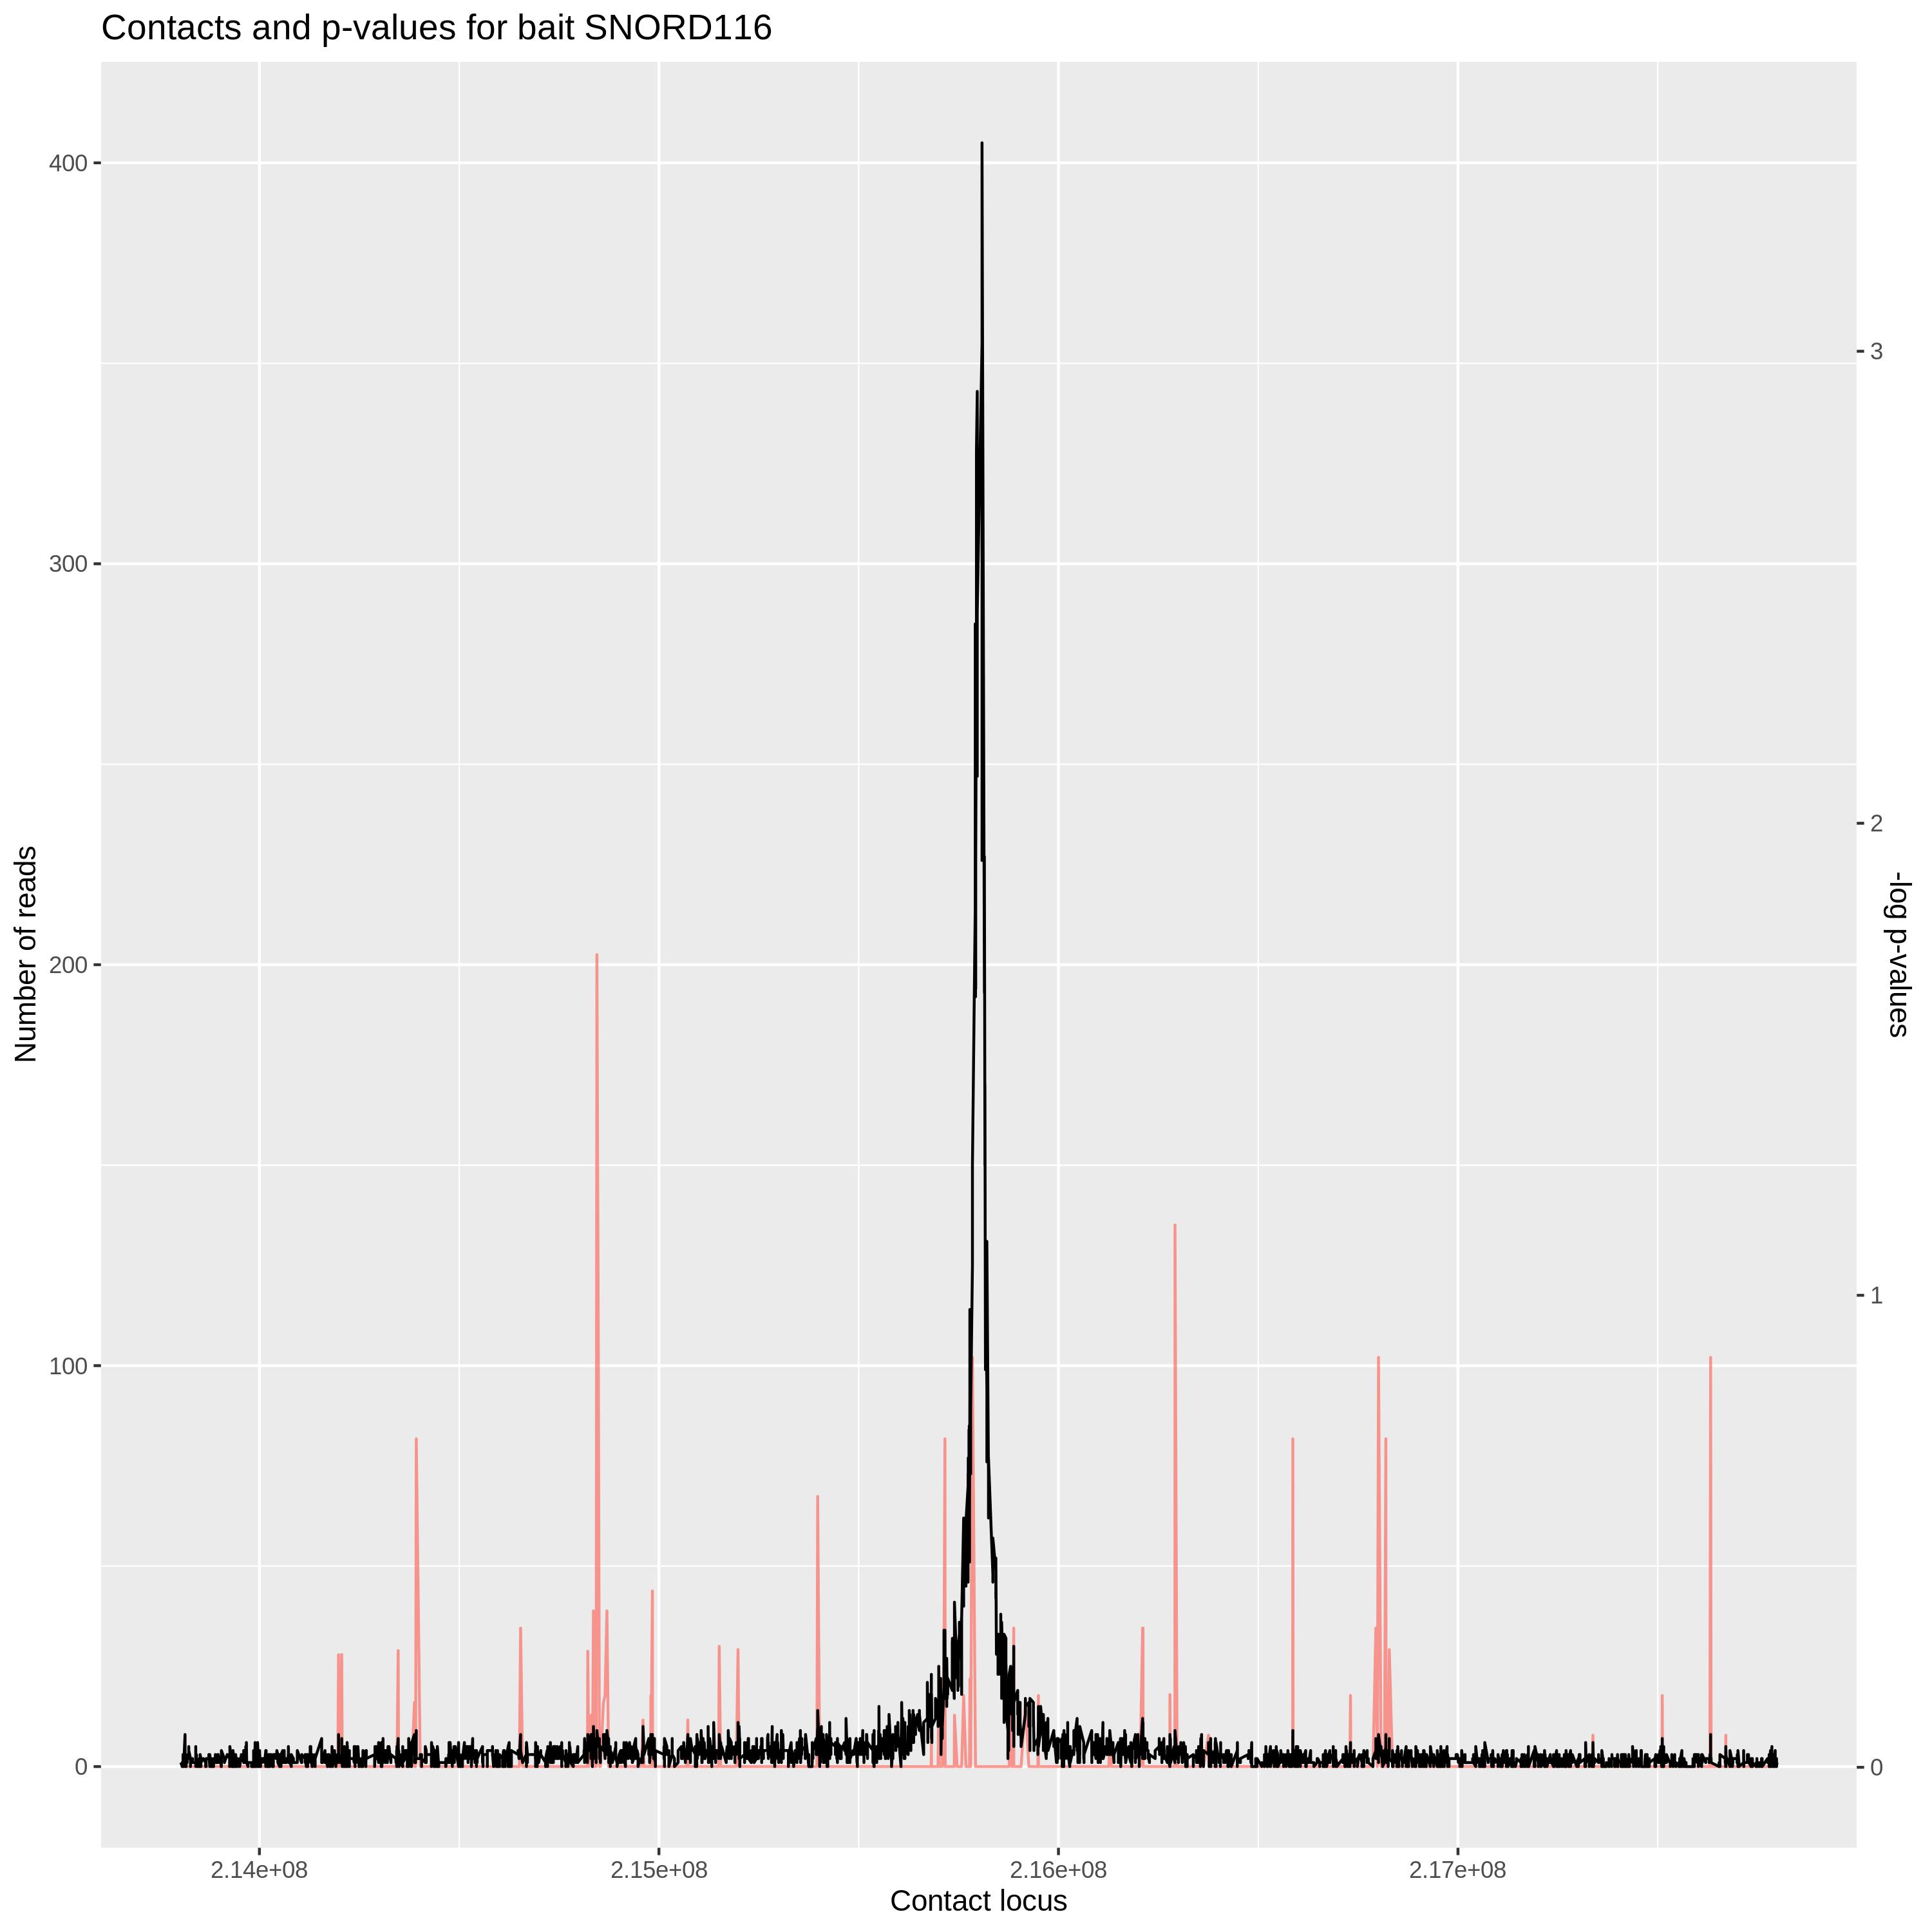 Contacts and p-values for bait SNORD116
400
300
200
100
0
Number of reads
3
2
1
0
-log p-values
2.14e+08
2.15e+08
2.16e+08
2.17e+08
Contact locus